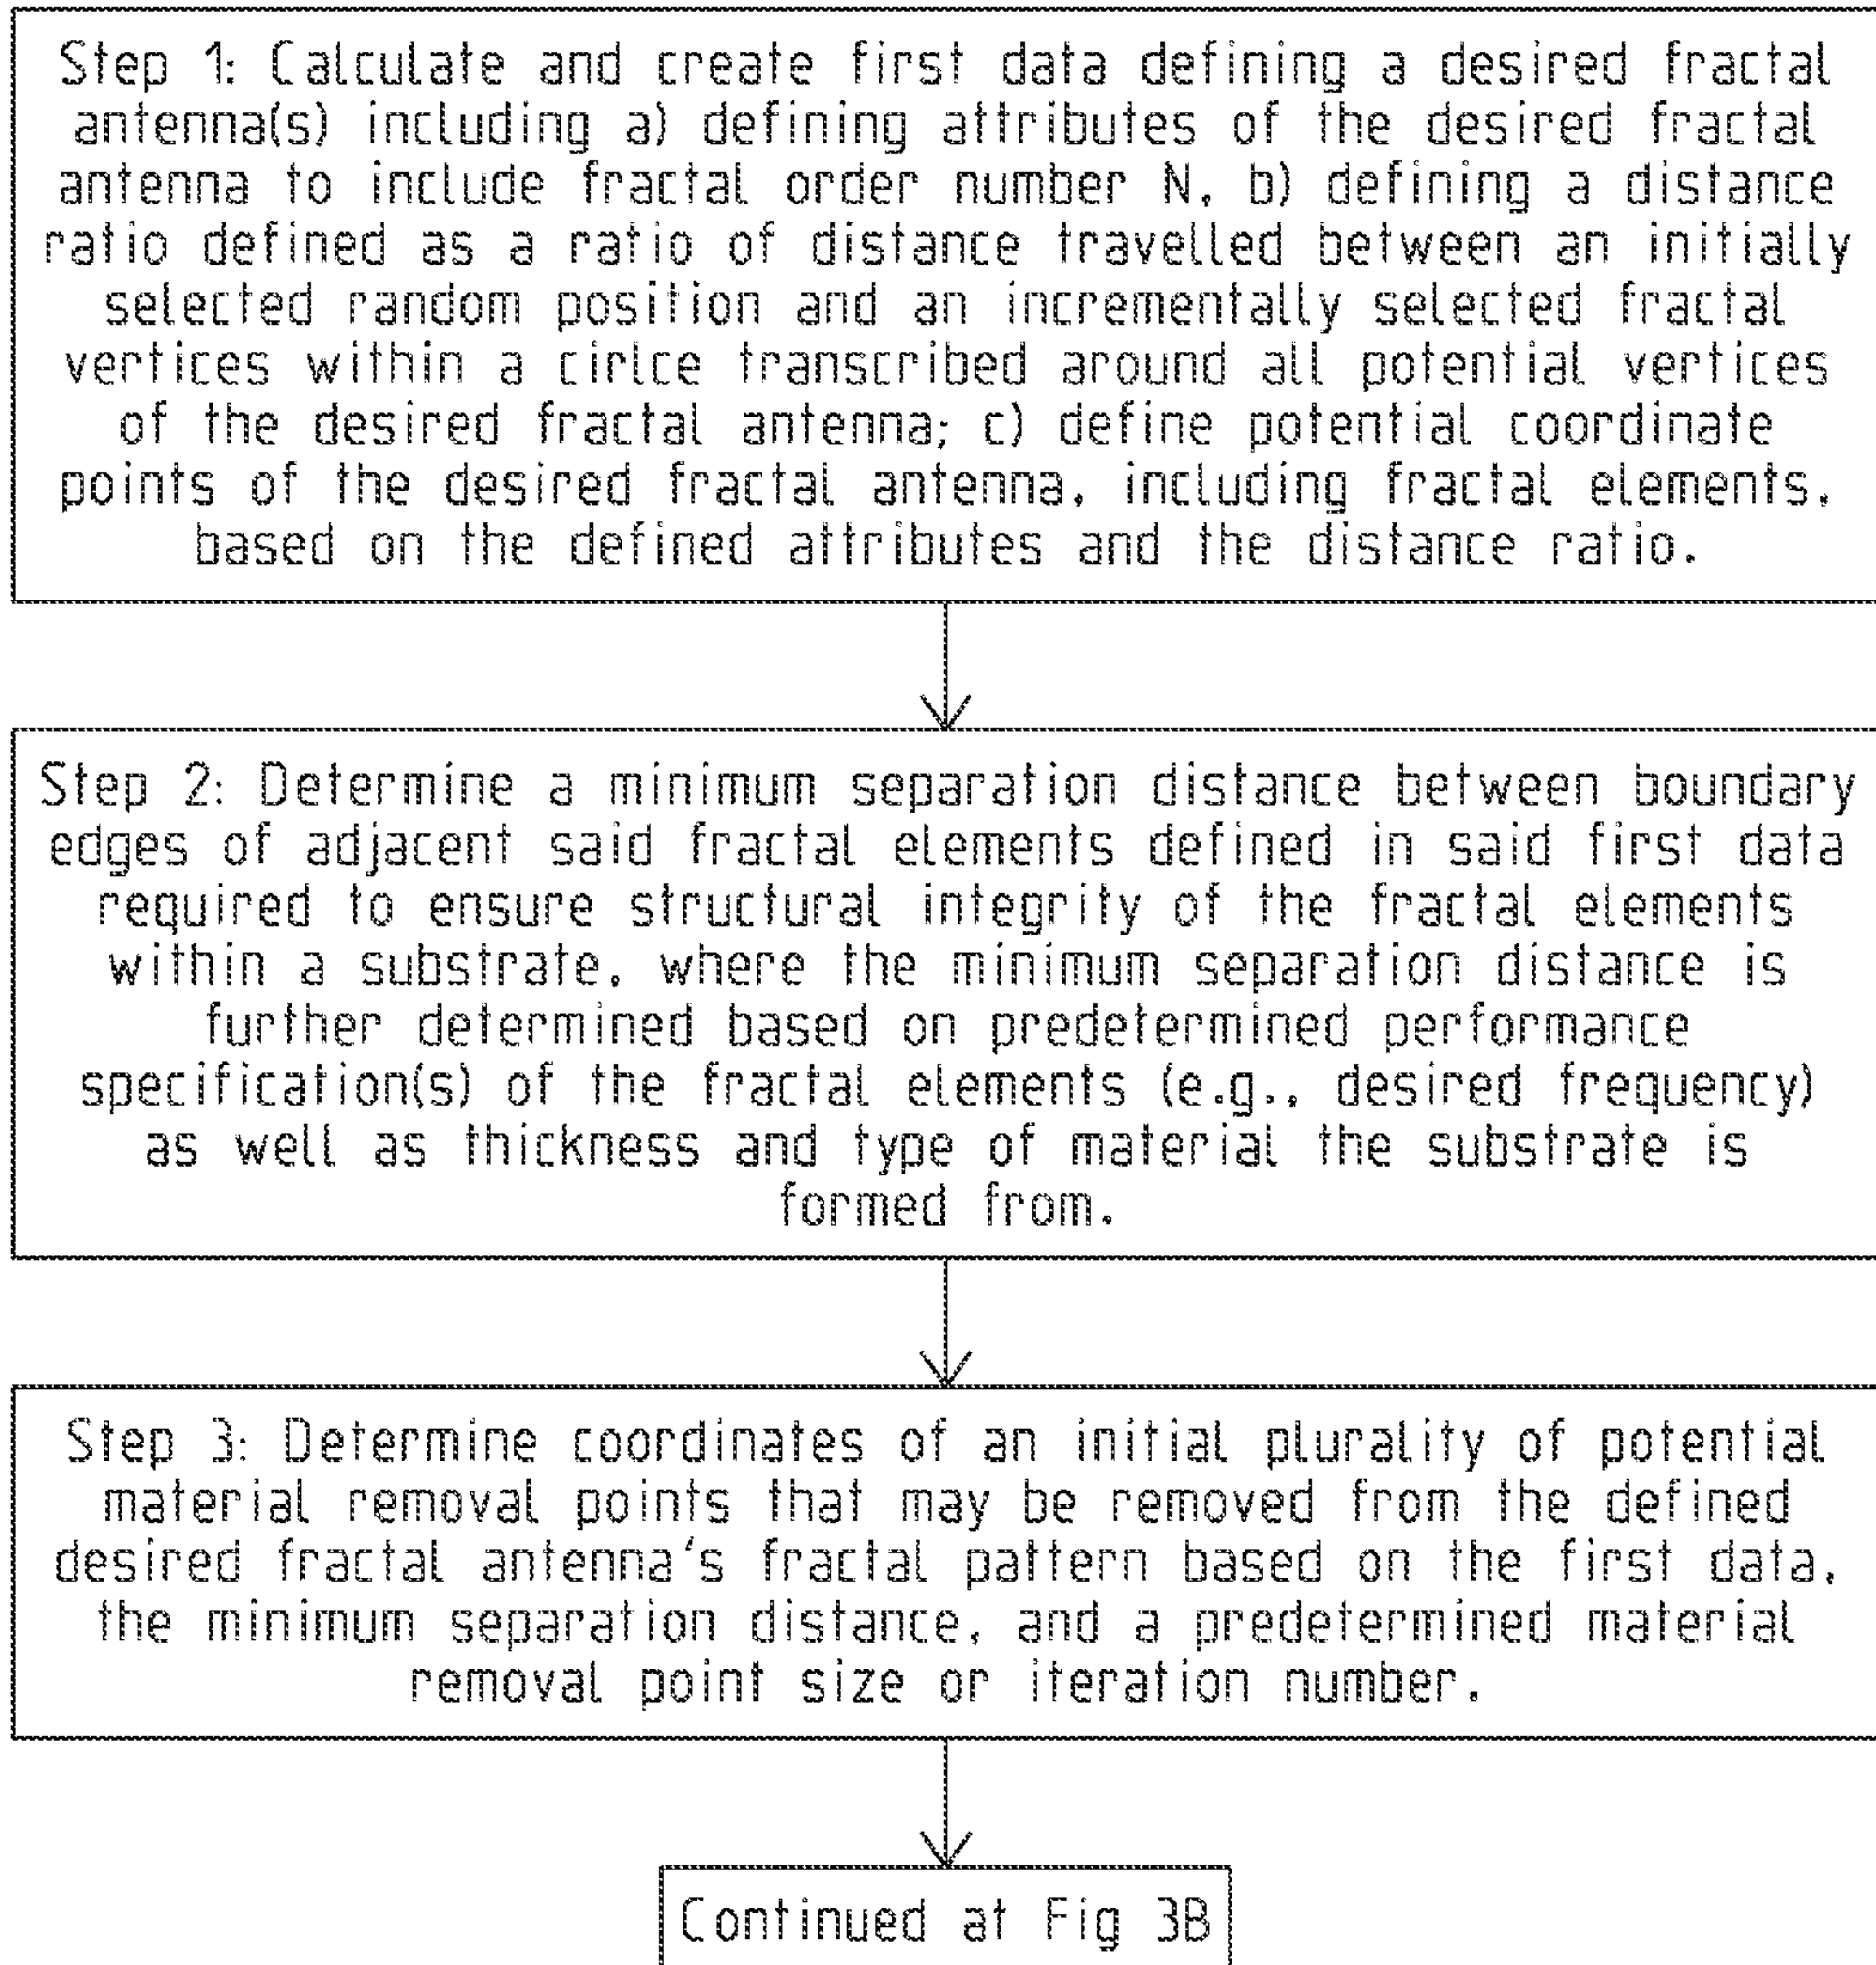 Step 1: Calculate and create first data defining a desired fractal
antenna(s) including a) defining attributes of the desired fractal
antenna to include fractal order number N, b) defining a distance
ratio defined as a ratio of distance travelled between an initially
selected random position and an incrementally selected fractal
vertices within a cirlce transcribed around all potential vertices
of the desired fractal antenna; c) define potential coordinate
points of the desired fractal antenna, including fractal elements,
based on the defined attributes and the distance ratio.
Step 2: Determine a minimum separation distance between boundary
edges of adjacent said fractal elements defined in said first data
required to ensure structural integrity of the fractal elements
within a substrate, where the minimum separation distance is
further determined based on predetermined performance
specification(s) of the fractal elements (e.g., desired frequency)
as well as thickness and type of material the substrate is
formed from.
Step 3: Determine coordinates of an initial plurality of potential
material removal points that may be removed from the defined
desired fractal antenna's fractal pattern based on the first data,
the minimum separation distance, and a predetermined material
removal point size or iteration number.
Continued at Fig 3B